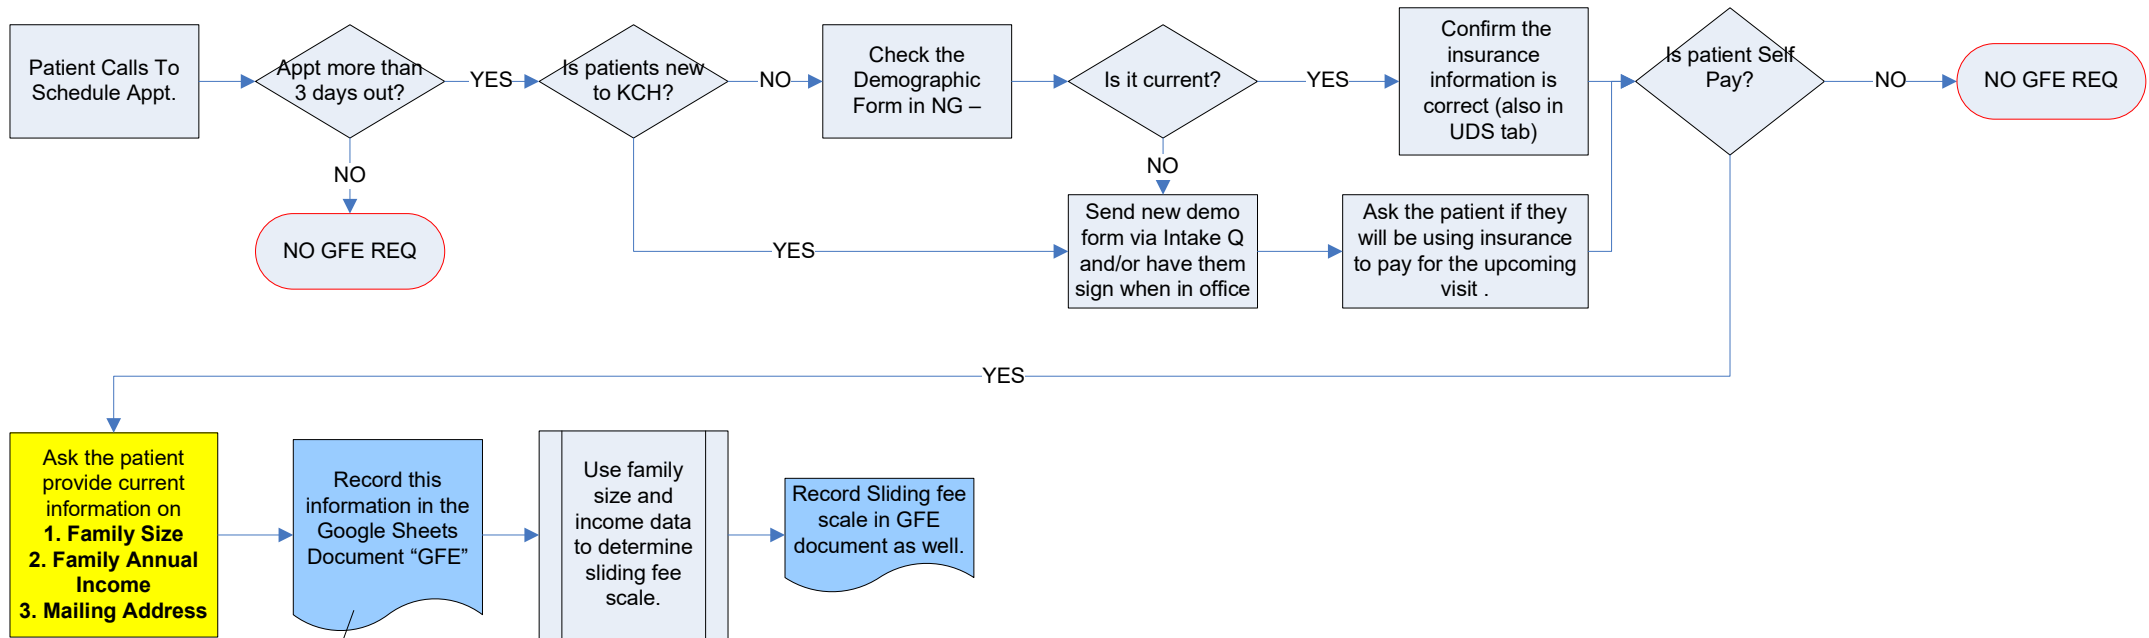 Patient Calls To
Schedule Appt.
Appt more than
3 days out?
YES
Is patients new
to KCH?
NO
Check the
Demographic
Form in NG –
Is it current?
YES
Confirm the
insurance
information is
correct (also in
UDS tab)
Is patient Self
Pay?
NO
NO GFE REQ
NO
NO GFE REQ
YES
NO
Send new demo
form via Intake Q
and/or have them
sign when in office
Ask the patient if they
will be using insurance
to pay for the upcoming
visit .
YES
Ask the patient
provide current
information on
1. Family Size
2. Family Annual
Income
3. Mailing Address
Record this
information in the
Google Sheets
Document “GFE”
Use family
size and
income data
to determine
sliding fee
scale.
Record Sliding fee
scale in GFE
document as well.